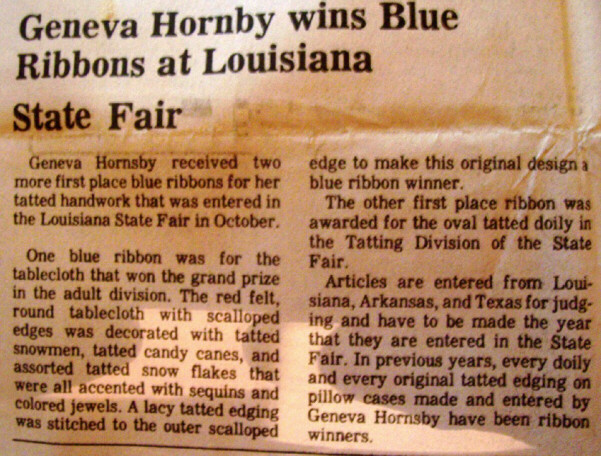 Geneva Hornby wins Blue
Ribbons at Louisiana
State Fair
Geneva Hornsby received two
more first place blue ribbons for her
tatted handwork that was entered in
the Louisiana State Fair in October.
One blue ribbon was for the
tablecloth that won the grand prize
in the adult division. The red felt,
round tablecloth with scalloped
edges was decorated with tatted
snowmen, tatted candy canes, and
assorted tatted snow flakes that
were all accented with sequins and
colored jewels. A lacy tatted edging
was stitched to the outer scalloped
edge to make this original design a
blue ribbon winner.
The other first place ribbon was
awarded for the oval tatted doily in
the Tatting Division of the State
Fair.
Articles are entered from Loui-
siana, Arkansas, and Texas for judg-
ing and have to be made the year
that they are entered in the State
Fair. In previous years, every doily
and every original tatted edging on
pillow cases made and entered by
Geneva Hornsby have been ribbon
winners.